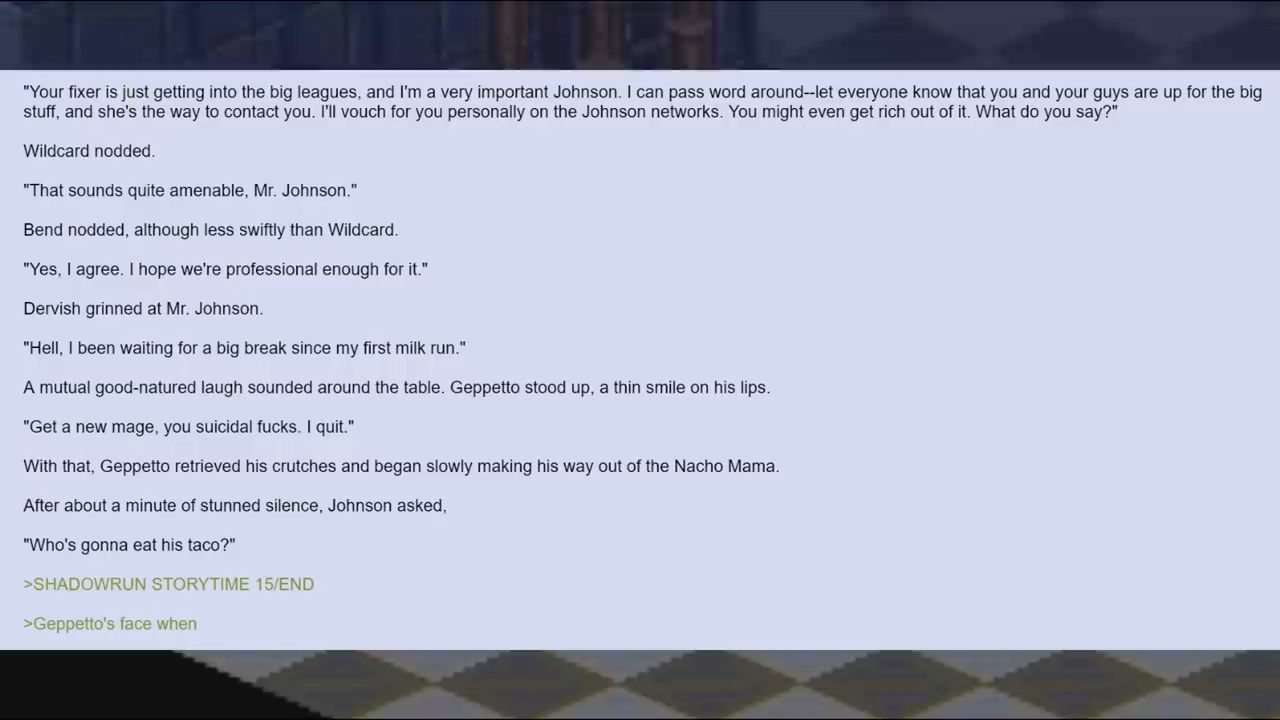 "Your fixer is just getting into the big leagues, and I'm a very important Johnson. I can pass word around--let everyone know that you and your guys are up for the big
stuff, and she's the way to contact you. I'll vouch for you personally on the Johnson networks. You might even get rich out of it. What do you say?"
Wildcard nodded.
"That sounds quite amenable, Mr. Johnson."
Bend nodded, although less swiftly than Wildcard.
"Yes, I agree. I hope we're professional enough for it."
Dervish grinned at Mr. Johnson.
"Hell, I been waiting for a big break since my first milk run."
A mutual good-natured laugh sounded around the table. Geppetto stood up, a thin smile on his lips.
"Get a new mage, you suicidal fucks. I quit."
With that, Geppetto retrieved his crutches and began slowly making his way out of the Nacho Mama.
After about a minute of stunned silence, Johnson asked,
"Who's gonna eat his taco?"
>SHADOWRUN STORYTIME 15/END
>Geppetto's face when